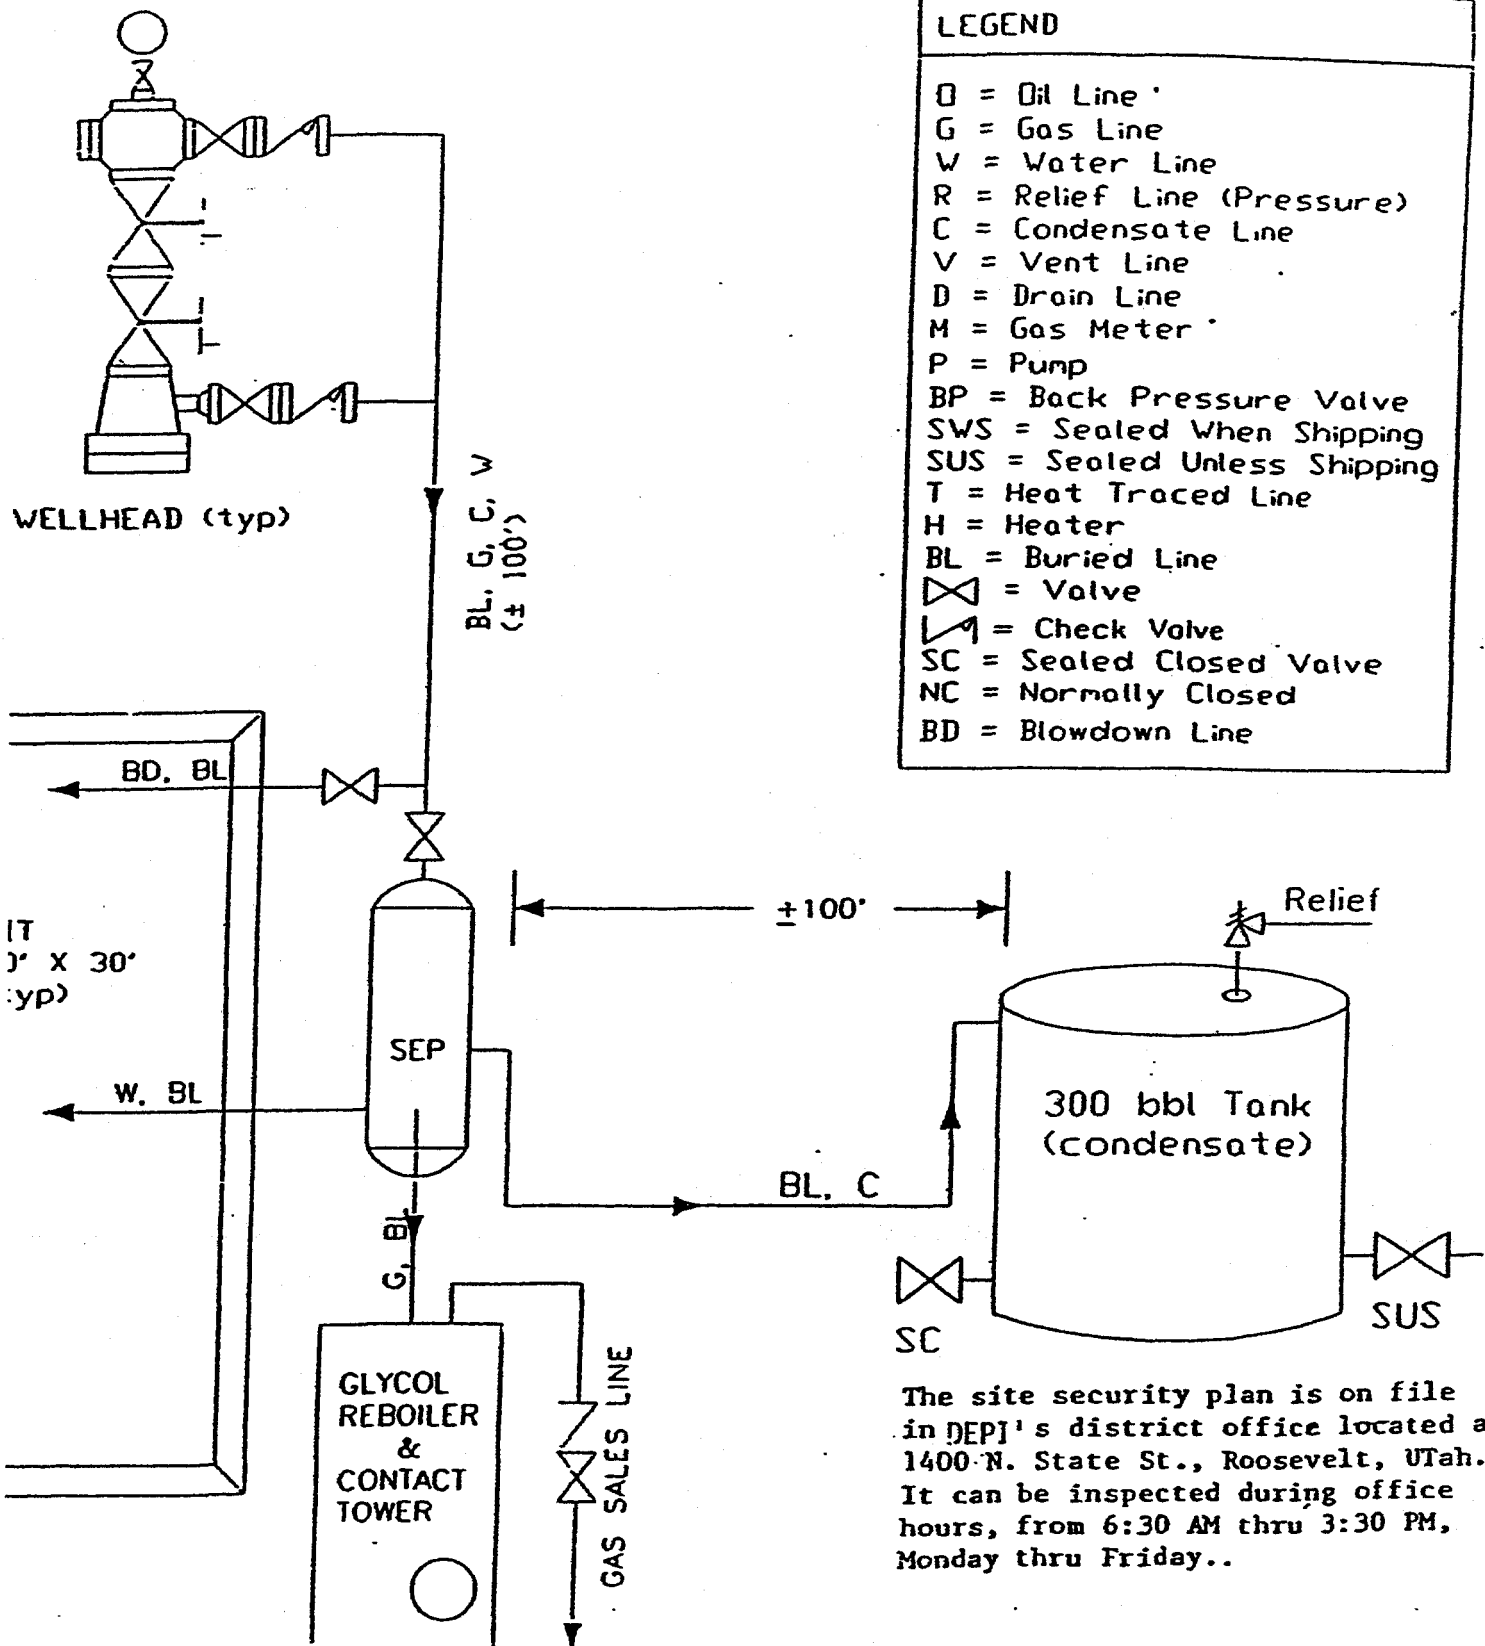 LEGEND
O = Oil Line
G = Gas Line
W = Water Line
R = Relief Line (Pressure)
C = Condensate Line
V = Vent Line
D = Drain Line
M = Gas Meter
P = Pump
BP = Back Pressure Valve
SWS = Sealed When Shipping
SUS = Sealed Unless Shipping
T = Heat Traced Line
H = Heater
BL = Buried Line
= Valve
= Check Valve
SC = Sealed Closed Valve
NC = Normally Closed
BD = Blowdown Line
WELLHEAD (typ)
BL, G, C, W
(± 100')
BD, BL
±100'
Relief
IT
0' X 30'
yp)
SEP
W, BL
300 bbl Tank
(condensate)
BL, C
G, BL
SC
SUS
GLYCOL
REBOILER
&
CONTACT
TOWER
GAS SALES LINE
The site security plan is on file
in DEPI's district office located a
1400 N. State St., Roosevelt, UTah.
It can be inspected during office
hours, from 6:30 AM thru 3:30 PM,
Monday thru Friday..